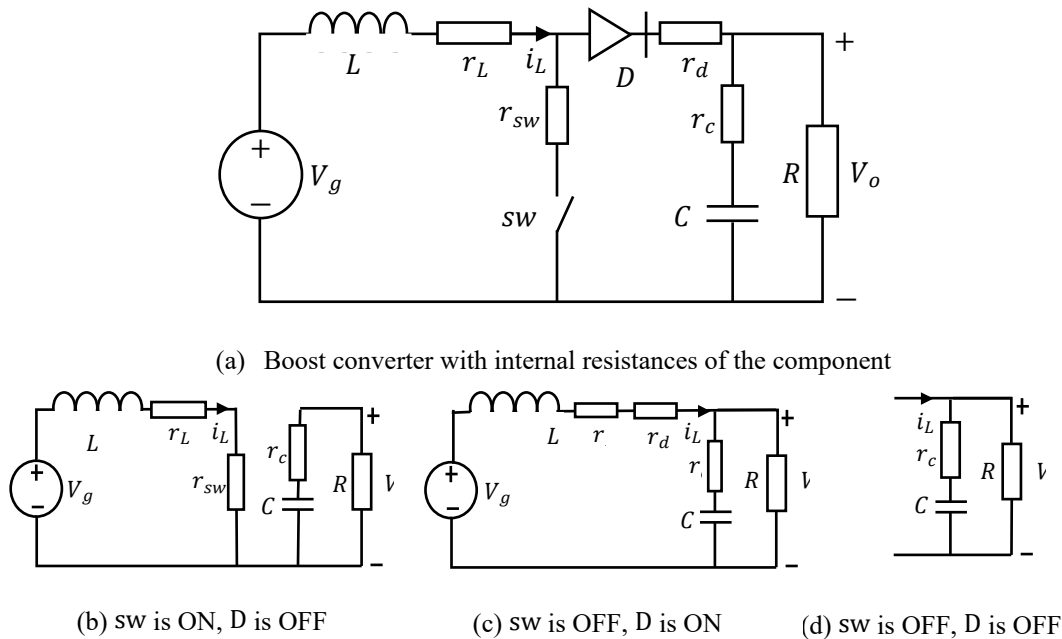 L
r_L
i_L
D
r_d
r_sw
r_c
+
−
V_g
sw
C
R
V_o
+
−
(a) Boost converter with internal resistances of the component
L
r_L
i_L
r_sw
r_c
C
R
V
+
−
V_g
+
−
L
r
r_d
i_L
r
C
R
V
+
−
V_g
+
−
i_L
r_c
C
R
V
+
−
(b) sw is ON, D is OFF
(c) sw is OFF, D is ON
(d) sw is OFF, D is OFF